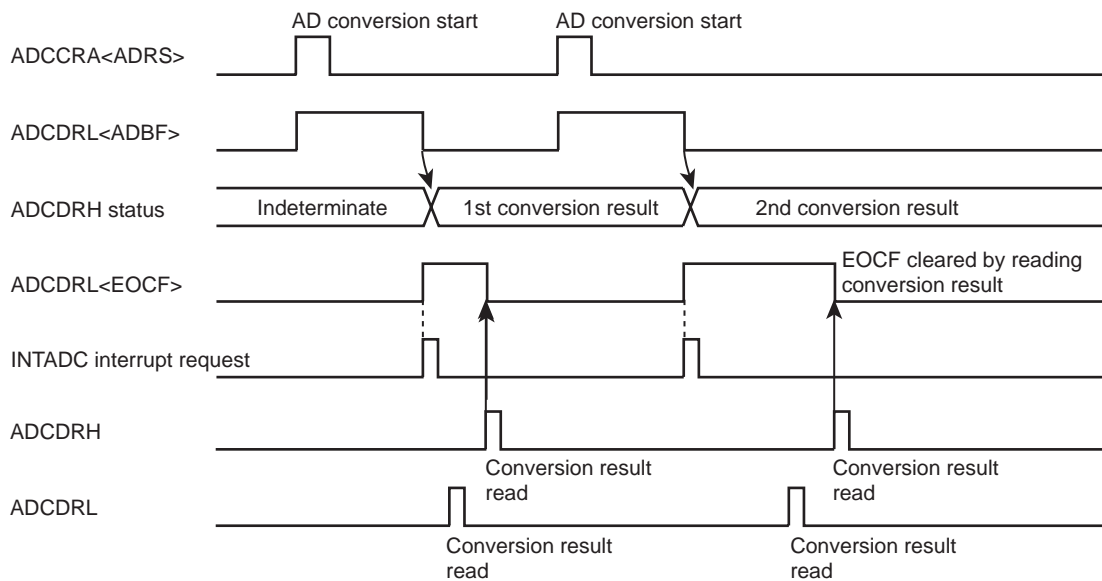 AD conversion start
AD conversion start
ADCCRA<ADRS>
ADCDRL<ADBF>
ADCDRH status
Indeterminate
1st conversion result
2nd conversion result
ADCDRL<EOCF>
EOCF cleared by reading
conversion result
INTADC interrupt request
ADCDRH
Conversion result
read
Conversion result
read
ADCDRL
Conversion result
read
Conversion result
read